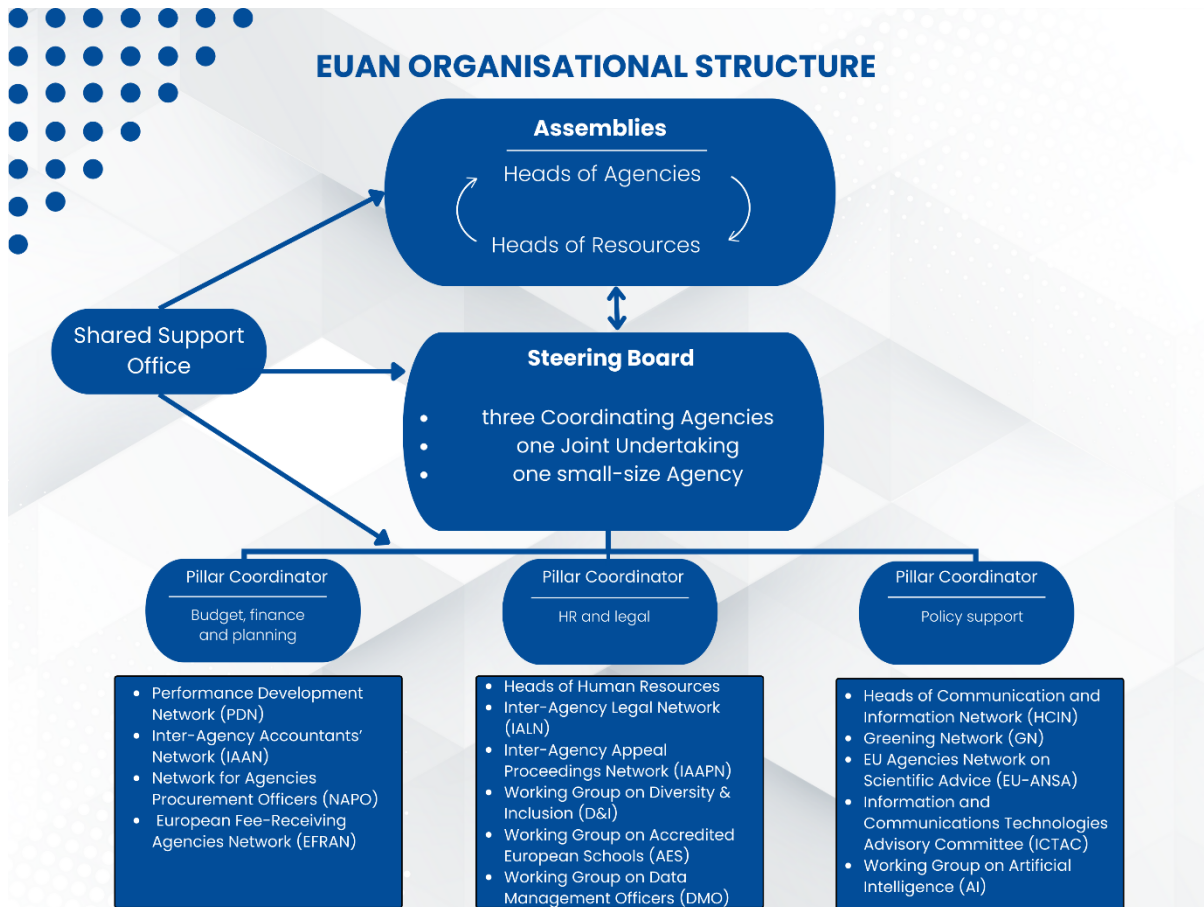 EUAN ORGANISATIONAL STRUCTURE
Assemblies
Heads of Agencies
Heads of Resources
Shared Support
Office
Steering Board
• three Coordinating Agencies
• one Joint Undertaking
• one small-size Agency
Pillar Coordinator
Budget, finance
and planning
Pillar Coordinator
HR and legal
Pillar Coordinator
Policy support
• Performance Development
Network (PDN)
• Inter-Agency Accountants’
Network (IAAN)
• Network for Agencies
Procurement Officers (NAPO)
• European Fee-Receiving
Agencies Network (EFRAN)
• Heads of Human Resources
• Inter-Agency Legal Network
(IALN)
• Inter-Agency Appeal
Proceedings Network (IAAPN)
• Working Group on Diversity &
Inclusion (D&I)
• Working Group on Accredited
European Schools (AES)
• Working Group on Data
Management Officers (DMO)
• Heads of Communication and
Information Network (HCIN)
• Greening Network (GN)
• EU Agencies Network on
Scientific Advice (EU-ANSA)
• Information and
Communications Technologies
Advisory Committee (ICTAC)
• Working Group on Artificial
Intelligence (AI)